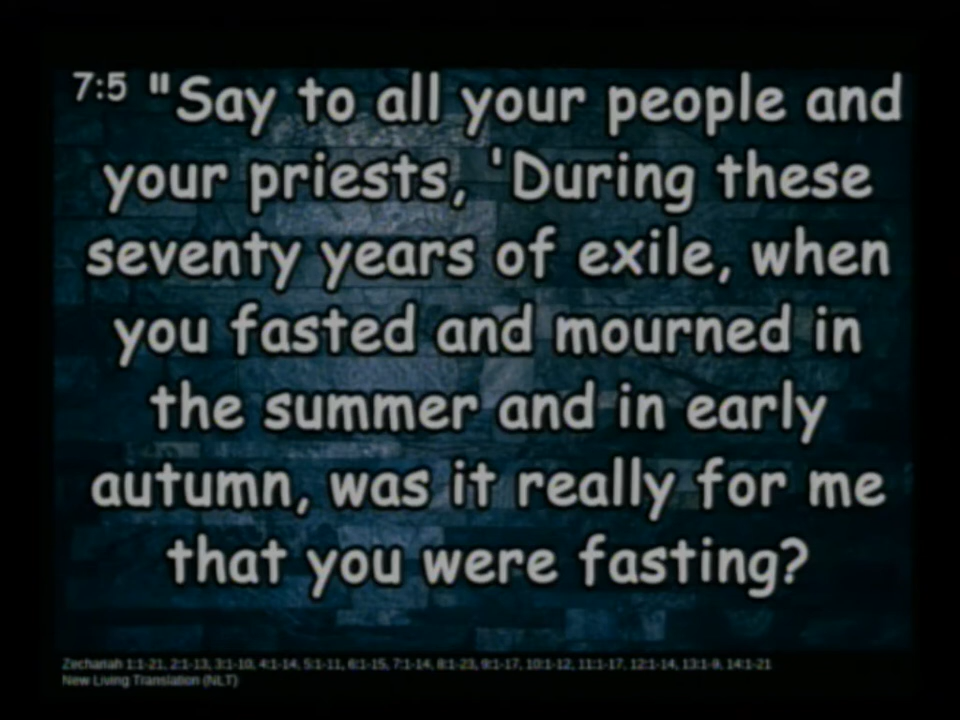 7:5 "Say to all your people and
your priests, 'During these
seventy years of exile, when
you fasted and mourned in
the summer and in early
autumn, was it really for me
that you were fasting?
Zechariah 1:1-21, 2:1-13, 3:1-10, 4:1-14, 5:1-11, 6:1-15, 7:1-14, 8:1-23, 9:1-17, 10:1-12, 11:1-17, 12:1-14, 13:1-9, 14:1-21
New Living Translation (NLT)